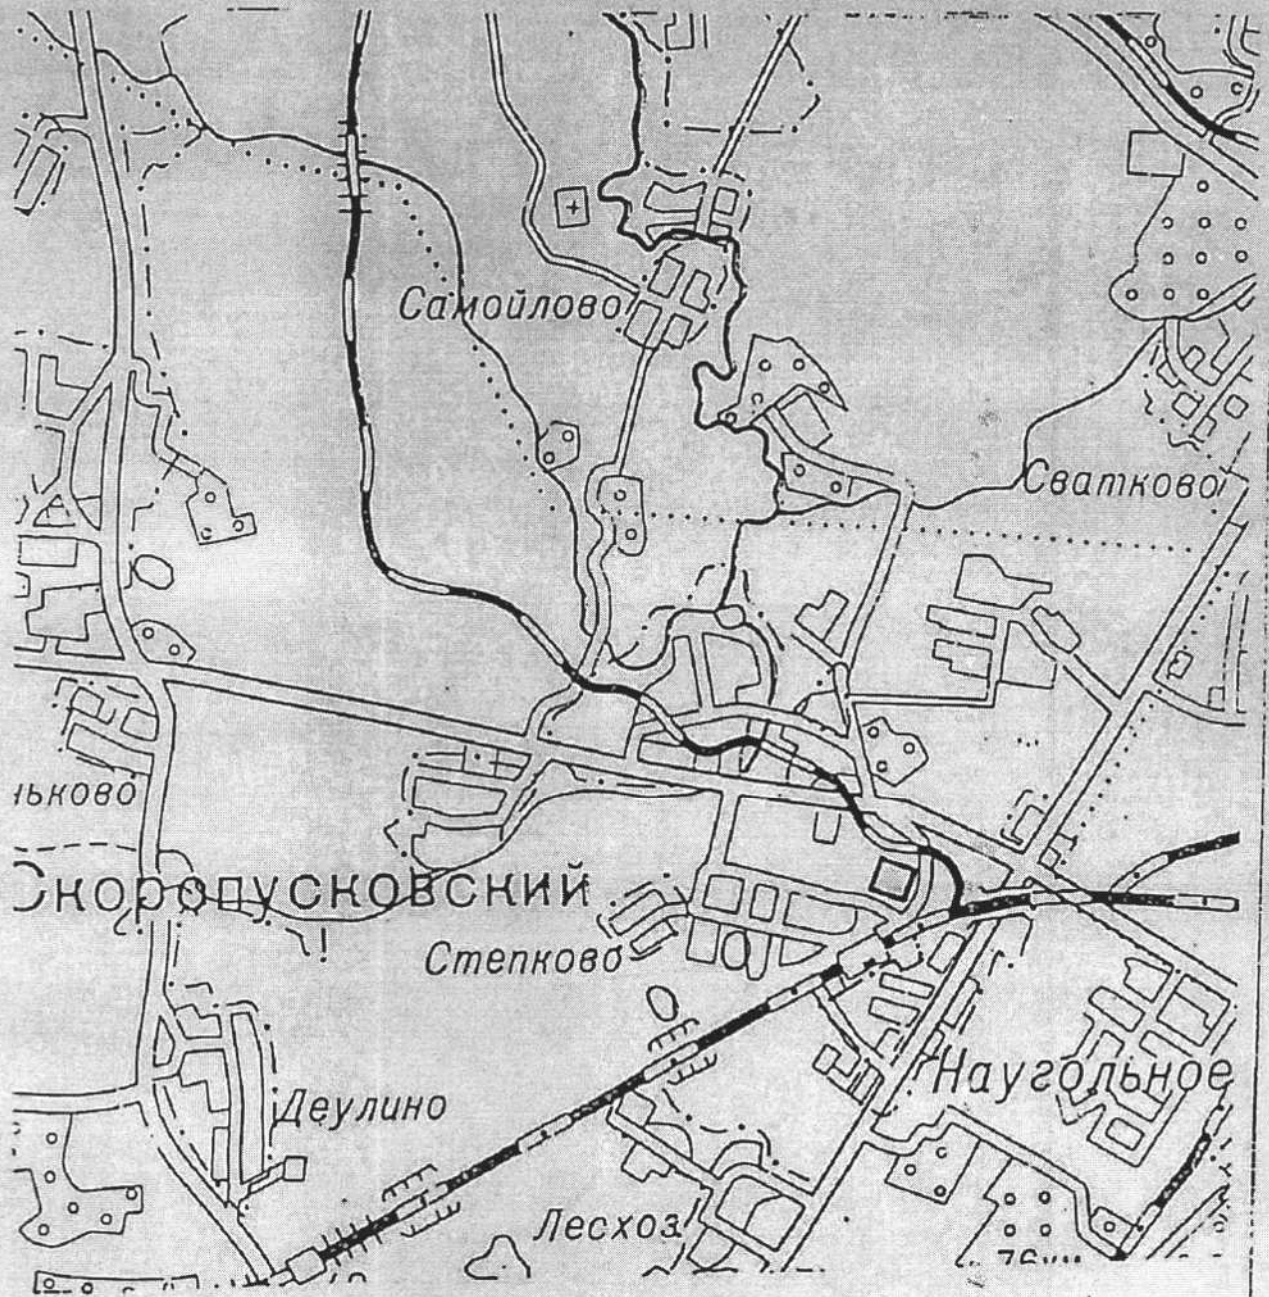 Самойлово
Сватково
ньково
Скоропусковский
Степково
Наугольное
Деулино
Лесхоз